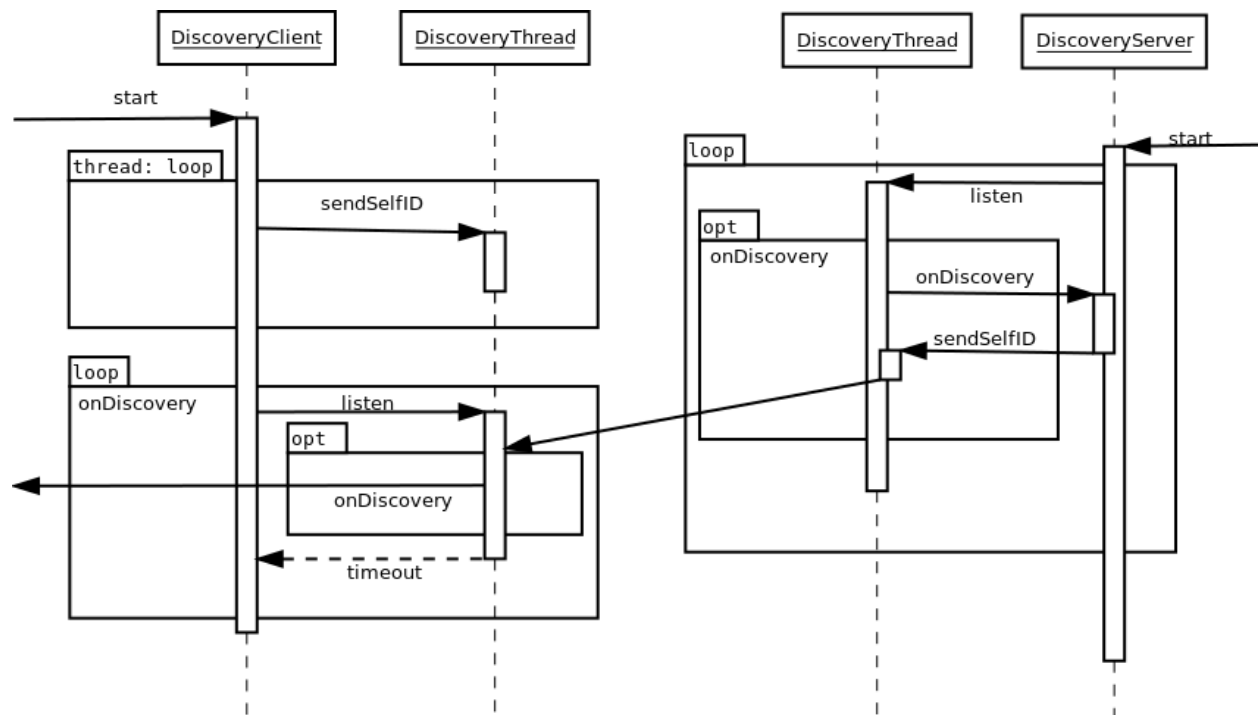 DiscoveryClient
DiscoveryThread
DiscoveryThread
DiscoveryServer
start
start
thread: loop
loop
sendSelfID
listen
opt
onDiscovery
onDiscovery
sendSelfID
loop
onDiscovery
listen
opt
onDiscovery
timeout